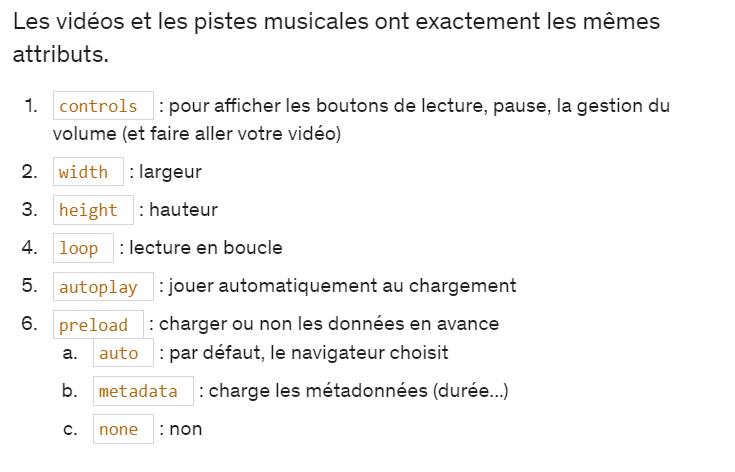 Les vidéos et les pistes musicales ont exactement les mêmes
attributs.
1. controls : pour afficher les boutons de lecture, pause, la gestion du
volume (et faire aller votre vidéo)
2. width : largeur
3. height : hauteur
4. loop : lecture en boucle
5. autoplay : jouer automatiquement au chargement
6. preload : charger ou non les données en avance
a. auto : par défaut, le navigateur choisit
b. metadata : charge les métadonnées (durée...)
c. none : non